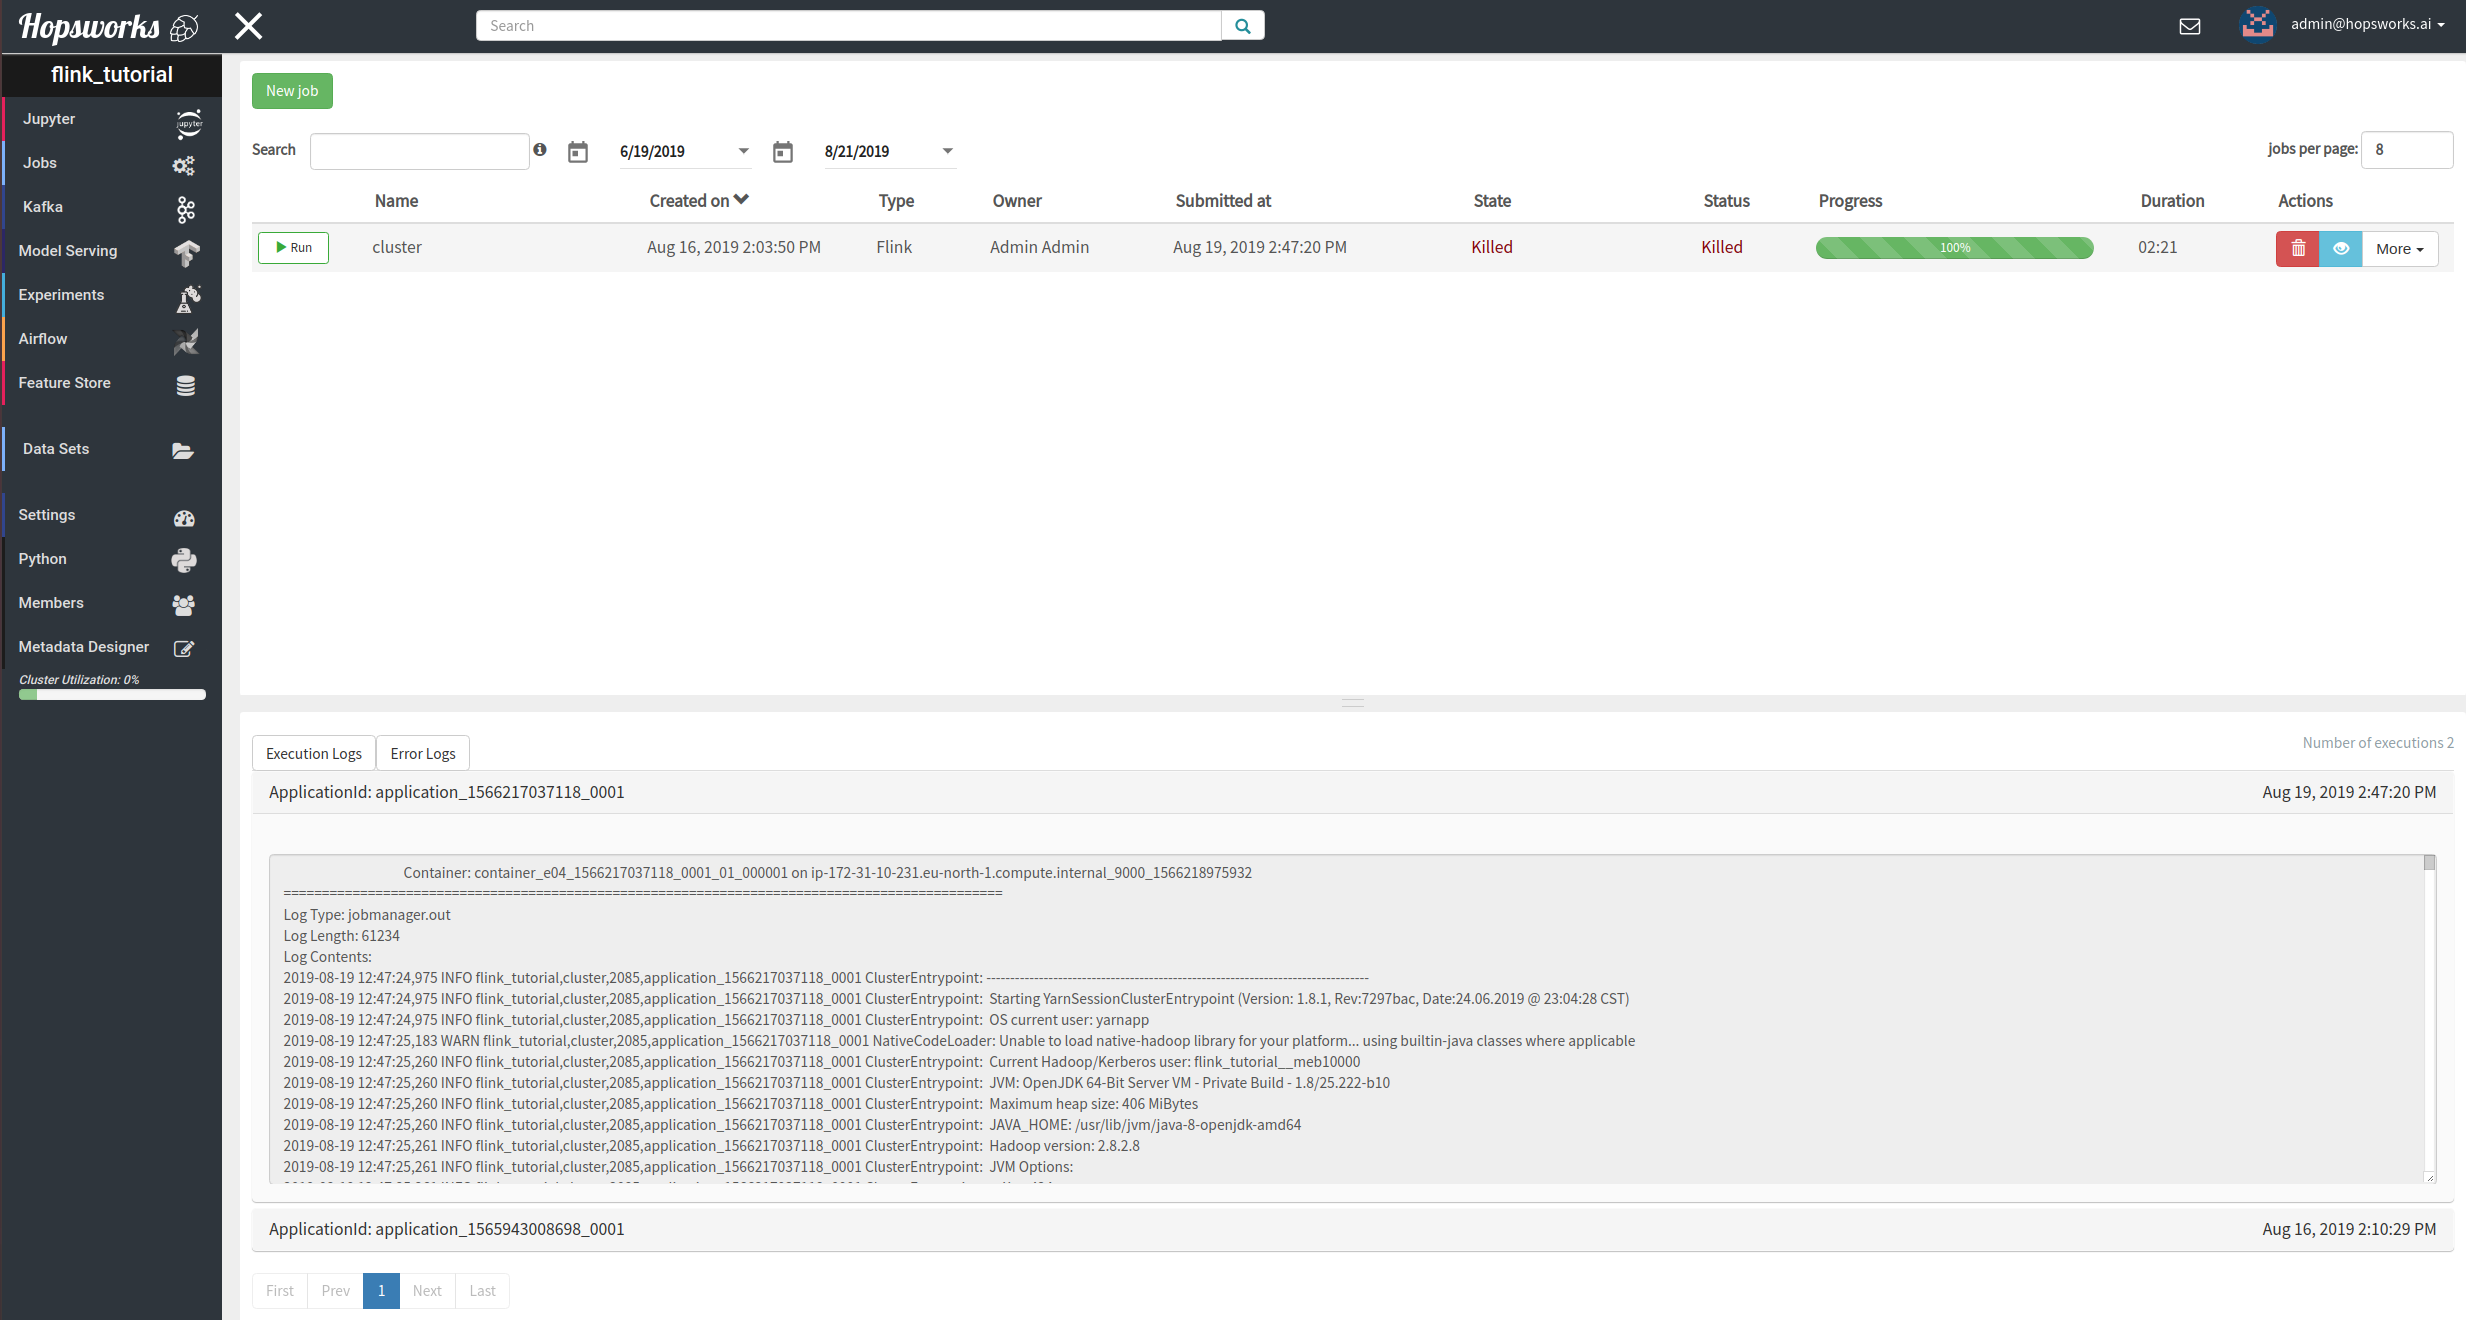 Hopsworks
Search
admin@hopsworks.ai
flink_tutorial
Jupyter
jupyter
Jobs
Kafka
Model Serving
Experiments
Airflow
Feature Store
Data Sets
Settings
Python
Members
Metadata Designer
Cluster Utilization: 0%
New job
Search 6/19/2019 8/21/2019 jobs per page: 8
Name Created on Type Owner Submitted at State Status Progress Duration Actions
Run cluster Aug 16, 2019 2:03:50 PM Flink Admin Admin Aug 19, 2019 2:47:20 PM Killed Killed 100% 02:21 More
Execution Logs Error Logs Number of executions 2
ApplicationId: application_1566217037118_0001 Aug 19, 2019 2:47:20 PM
Container: container_e04_1566217037118_0001_01_000001 on ip-172-31-10-231.eu-north-1.compute.internal_9000_1566218975932
==============================================================================================
Log Type: jobmanager.out
Log Length: 61234
Log Contents:
2019-08-19 12:47:24,975 INFO flink_tutorial,cluster,2085,application_1566217037118_0001 ClusterEntrypoint: --------------------------------------------------------------------------------
2019-08-19 12:47:24,975 INFO flink_tutorial,cluster,2085,application_1566217037118_0001 ClusterEntrypoint: Starting YarnSessionClusterEntrypoint (Version: 1.8.1, Rev:7297bac, Date:24.06.2019 @ 23:04:28 CST)
2019-08-19 12:47:24,975 INFO flink_tutorial,cluster,2085,application_1566217037118_0001 ClusterEntrypoint: OS current user: yarnapp
2019-08-19 12:47:25,183 WARN flink_tutorial,cluster,2085,application_1566217037118_0001 NativeCodeLoader: Unable to load native-hadoop library for your platform... using builtin-java classes where applicable
2019-08-19 12:47:25,260 INFO flink_tutorial,cluster,2085,application_1566217037118_0001 ClusterEntrypoint: Current Hadoop/Kerberos user: flink_tutorial__meb10000
2019-08-19 12:47:25,260 INFO flink_tutorial,cluster,2085,application_1566217037118_0001 ClusterEntrypoint: JVM: OpenJDK 64-Bit Server VM - Private Build - 1.8/25.222-b10
2019-08-19 12:47:25,260 INFO flink_tutorial,cluster,2085,application_1566217037118_0001 ClusterEntrypoint: Maximum heap size: 406 MiBytes
2019-08-19 12:47:25,260 INFO flink_tutorial,cluster,2085,application_1566217037118_0001 ClusterEntrypoint: JAVA_HOME: /usr/lib/jvm/java-8-openjdk-amd64
2019-08-19 12:47:25,261 INFO flink_tutorial,cluster,2085,application_1566217037118_0001 ClusterEntrypoint: Hadoop version: 2.8.2.8
2019-08-19 12:47:25,261 INFO flink_tutorial,cluster,2085,application_1566217037118_0001 ClusterEntrypoint: JVM Options:
ApplicationId: application_1565943008698_0001 Aug 16, 2019 2:10:29 PM
First Prev 1 Next Last